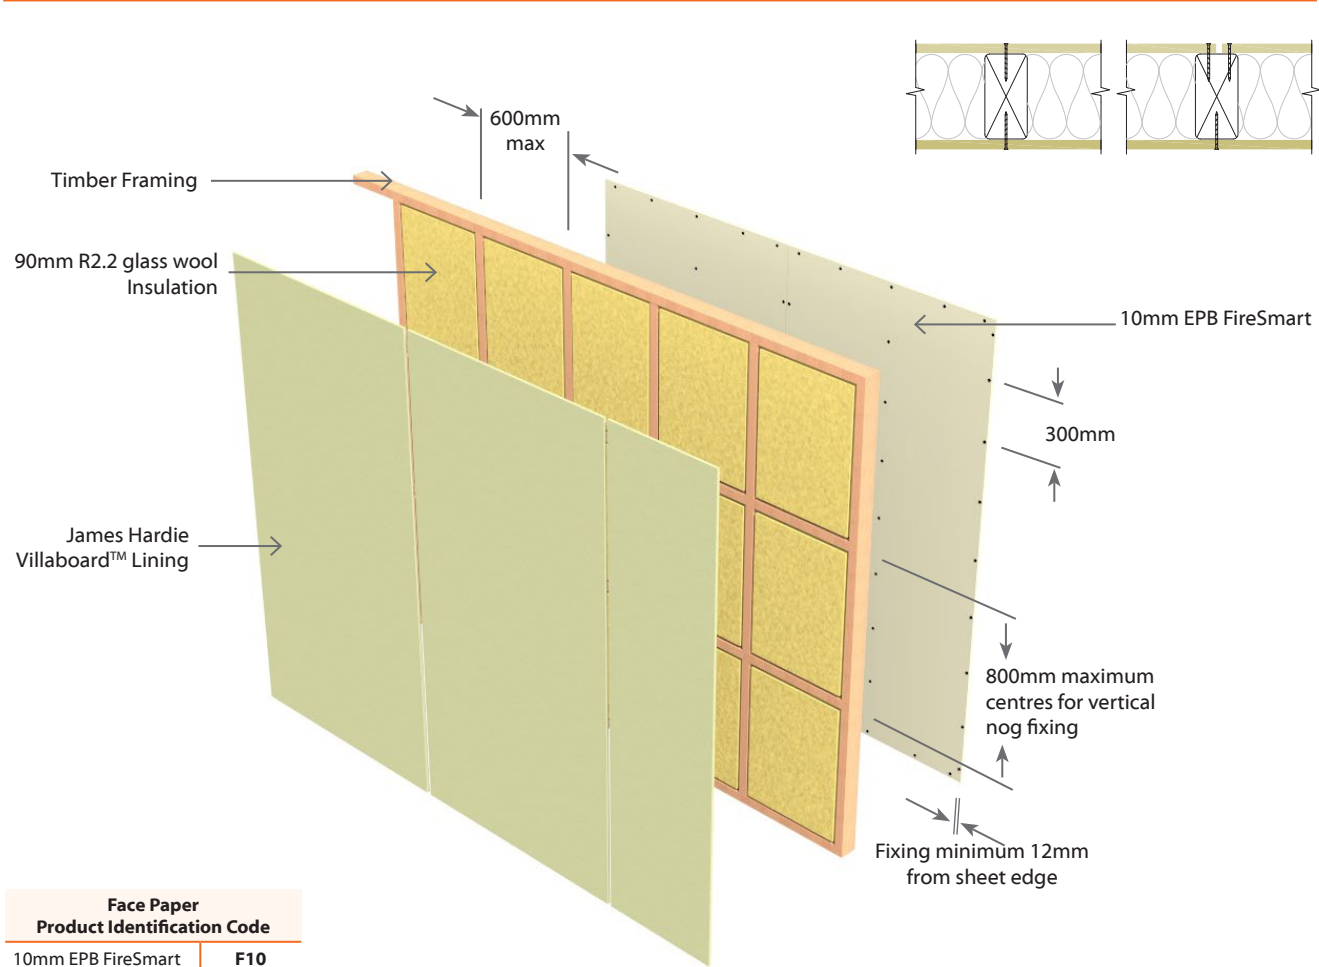 600mm
max
Timber Framing
90mm R2.2 glass wool
Insulation
10mm EPB FireSmart
300mm
James Hardie
Villaboard™ Lining
800mm maximum
centres for vertical
nog fixing
Fixing minimum 12mm
from sheet edge
Face Paper
Product Identification Code
10mm EPB FireSmart F10